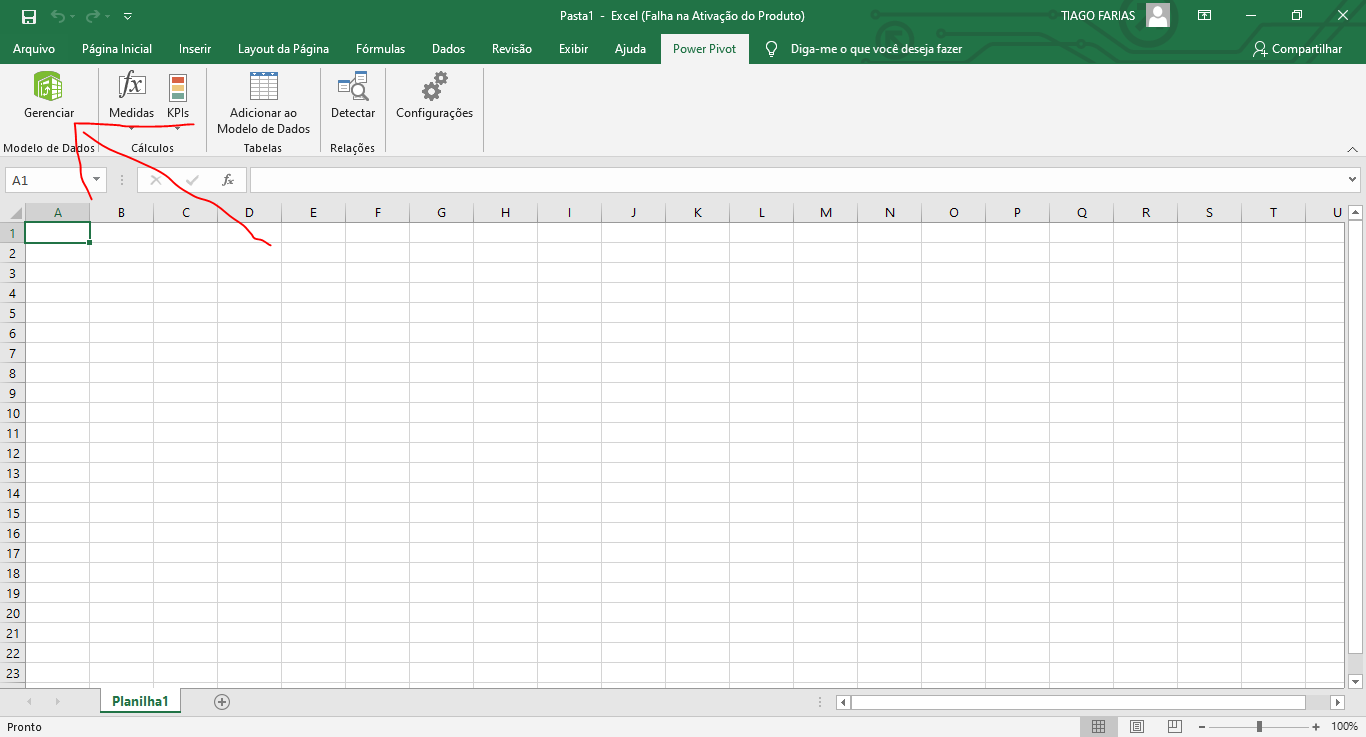 Pasta1 - Excel (Falha na Ativação do Produto)
TIAGO FARIAS
Arquivo Página Inicial Inserir Layout da Página Fórmulas Dados Revisão Exibir Ajuda Power Pivot Diga-me o que você deseja fazer Compartilhar
Gerenciar
Modelo de Dados
fx
Medidas KPIs
Cálculos
Adicionar ao
Modelo de Dados
Tabelas
Detectar
Relações
Configurações
A1 fx
A B C D E F G H I J K L M N O P Q R S T U
1
2
3
4
5
6
7
8
9
10
11
12
13
14
15
16
17
18
19
20
21
22
23
Planilha1
Pronto 100%